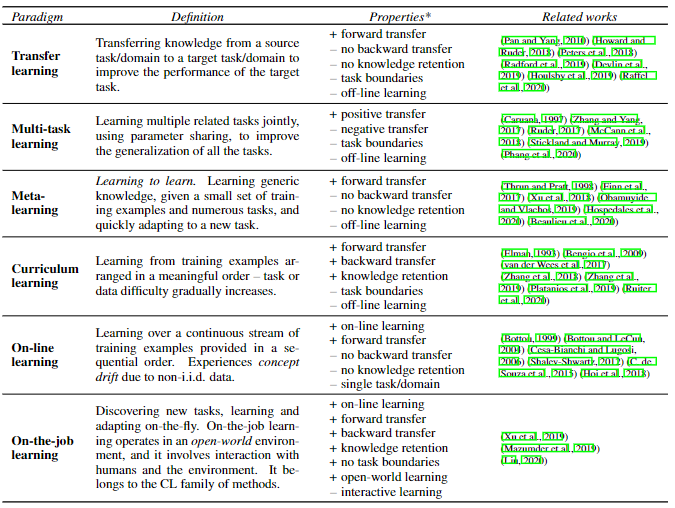 Paradigm
Definition
Properties*
Related works
Transfer
learning
Transferring knowledge from a source
task/domain to a target task/domain to
improve the performance of the target
task.
+ forward transfer
– no backward transfer
– no knowledge retention
– task boundaries
– off-line learning
(Pan and Yang, 2010) (Howard and
Ruder, 2018) (Peters et al., 2018)
(Radford et al., 2019) (Devlin et al.,
2019) (Houlsby et al., 2019) (Raffel
et al., 2020)
Multi-task
learning
Learning multiple related tasks jointly,
using parameter sharing, to improve
the generalization of all the tasks.
+ positive transfer
– negative transfer
– task boundaries
– off-line learning
(Caruana, 1997) (Zhang and Yang,
2017) (Ruder, 2017) (McCann et al.,
2018) (Stickland and Murray, 2019)
(Phang et al., 2020)
Meta-
learning
Learning to learn. Learning generic
knowledge, given a small set of train-
ing examples and numerous tasks, and
quickly adapting to a new task.
+ forward transfer
– no backward transfer
– no knowledge retention
– off-line learning
(Thrun and Pratt, 1998) (Finn et al.,
2017) (Xu et al., 2018) (Obamuyide
and Vlachos, 2019) (Hospedales et al.,
2020) (Beaulieu et al., 2020)
Curriculum
learning
Learning from training examples ar-
ranged in a meaningful order – task or
data difficulty gradually increases.
+ forward transfer
+ backward transfer
+ knowledge retention
– task boundaries
– off-line learning
(Elman, 1993) (Bengio et al., 2009)
(van der Wees et al., 2017)
(Zhang et al., 2018) (Zhang et al.,
2019) (Platanios et al., 2019) (Ruiter
et al., 2020)
On-line
learning
Learning over a continuous stream of
training examples provided in a se-
quential order. Experiences concept
drift due to non-i.i.d. data.
+ on-line learning
+ forward transfer
– no backward transfer
– no knowledge retention
– single task/domain
(Bottou, 1999) (Bottou and LeCun,
2004) (Cesa-Bianchi and Lugosi,
2006) (Shalev-Shwartz, 2012) (C. de
Souza et al., 2015) (Hoi et al., 2018)
On-the-job
learning
Discovering new tasks, learning and
adapting on-the-fly. On-the-job learn-
ing operates in an open-world environ-
ment, and it involves interaction with
humans and the environment. It be-
longs to the CL family of methods.
+ on-line learning
+ forward transfer
+ backward transfer
+ knowledge retention
+ no task boundaries
+ open-world learning
– interactive learning
(Xu et al., 2019)
(Mazumder et al., 2019)
(Liu, 2020)